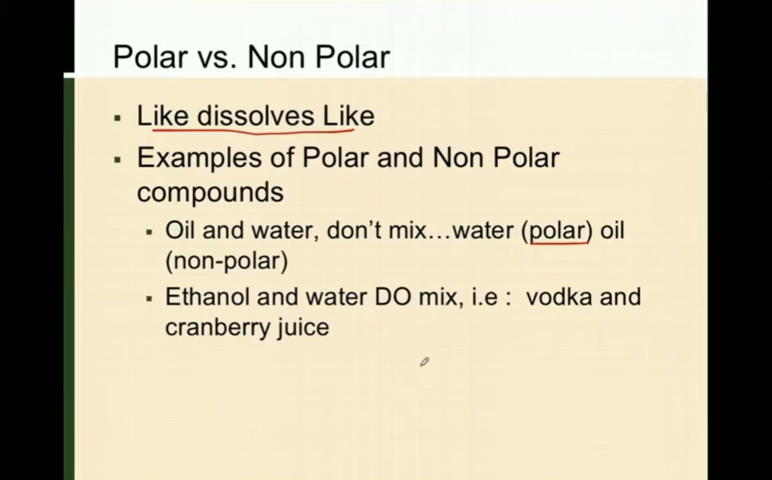 Polar vs. Non Polar
Like dissolves Like
Examples of Polar and Non Polar
compounds
Oil and water, don't mix…water (polar) oil
(non-polar)
Ethanol and water DO mix, i.e : vodka and
cranberry juice